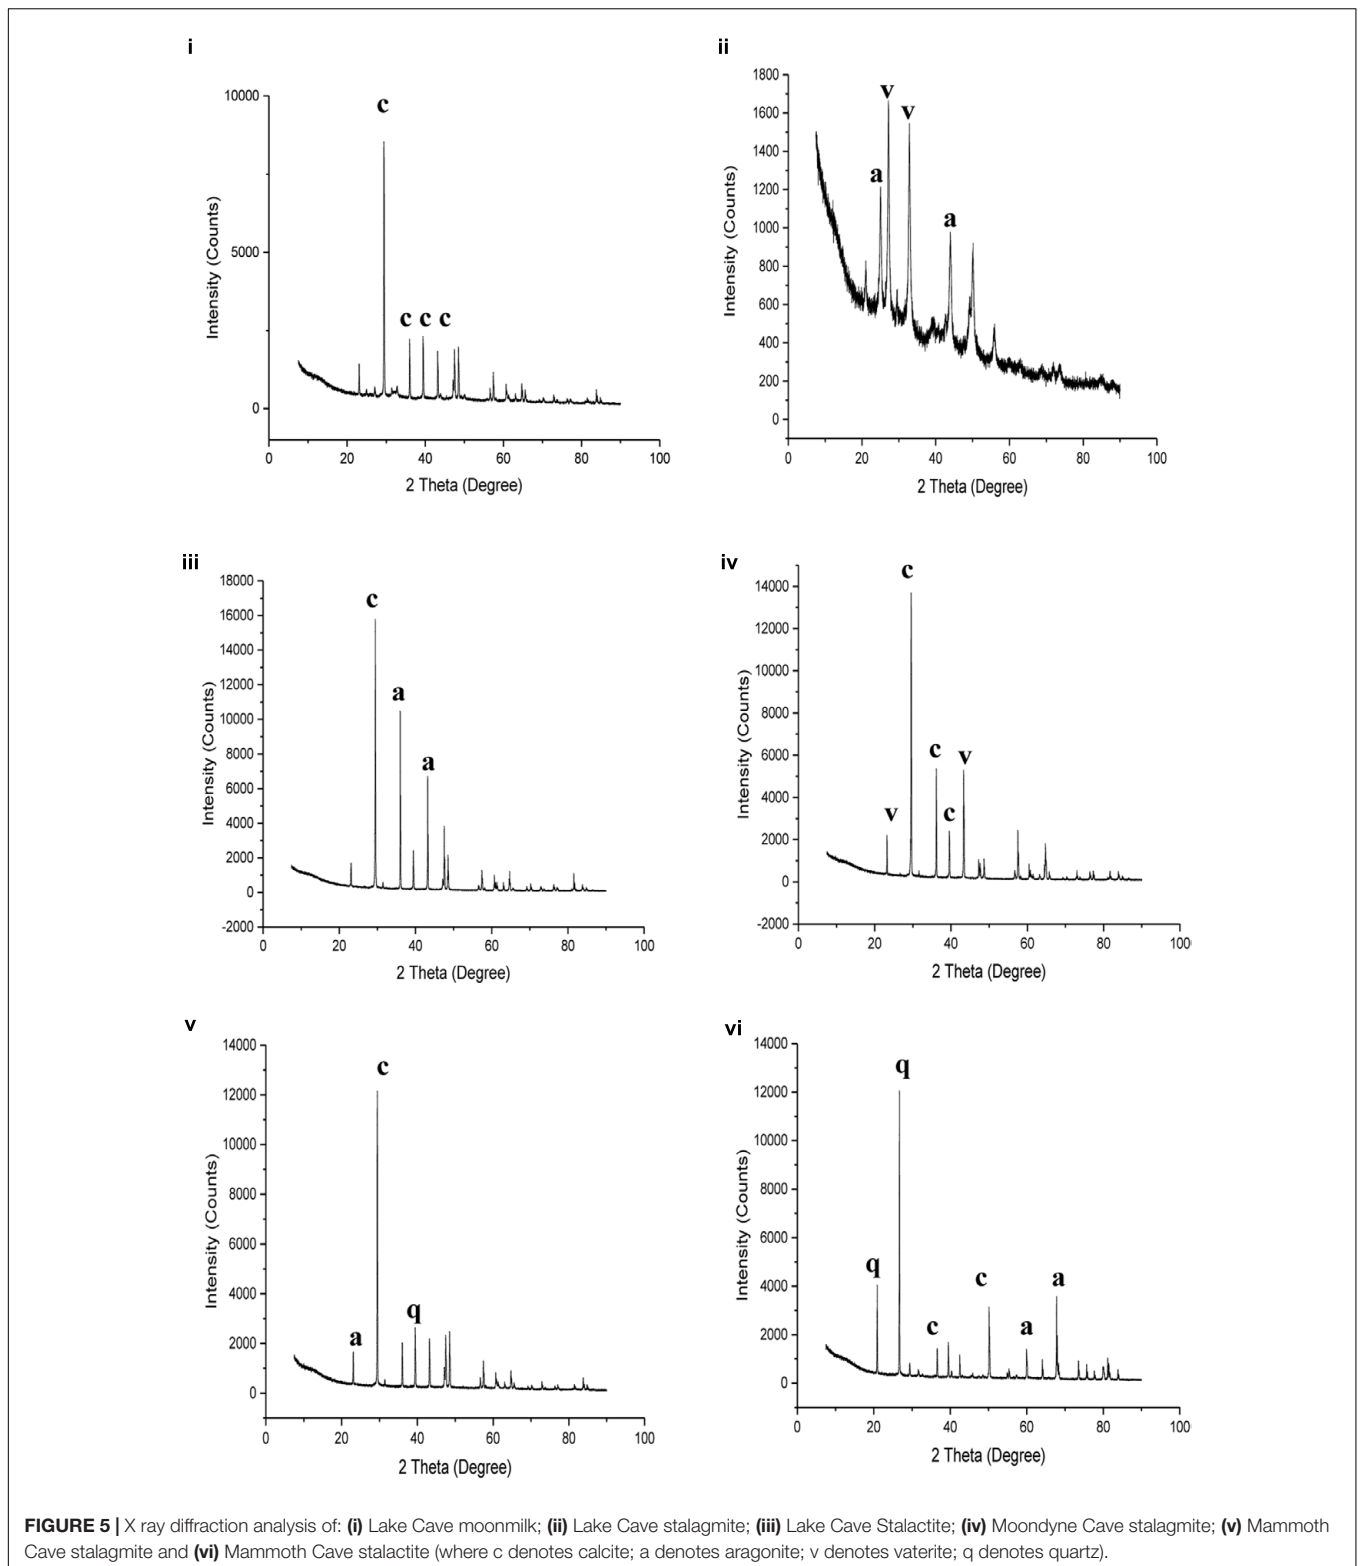 i
10000
5000
0
0 20 40 60 80 100
Intensity (Counts)
2 Theta (Degree)
c
c c c
ii
1800
1600
1400
1200
1000
800
600
400
200
0
0 20 40 60 80 100
Intensity (Counts)
2 Theta (Degree)
v
v
a
a
iii
18000
16000
14000
12000
10000
8000
6000
4000
2000
0
-2000
0 20 40 60 80 100
Intensity (Counts)
2 Theta (Degree)
c
a
a
iv
14000
12000
10000
8000
6000
4000
2000
0
-2000
0 20 40 60 80 100
Intensity (Counts)
2 Theta (Degree)
c
c
v
v
c
v
14000
12000
10000
8000
6000
4000
2000
0
0 20 40 60 80 100
Intensity (Counts)
2 Theta (Degree)
c
q
a
vi
14000
12000
10000
8000
6000
4000
2000
0
0 20 40 60 80 100
Intensity (Counts)
2 Theta (Degree)
q
q
c
c
a
a
FIGURE 5 | X ray diffraction analysis of: (i) Lake Cave moonmilk; (ii) Lake Cave stalagmite; (iii) Lake Cave Stalactite; (iv) Moondyne Cave stalagmite; (v) Mammoth
Cave stalagmite and (vi) Mammoth Cave stalactite (where c denotes calcite; a denotes aragonite; v denotes vaterite; q denotes quartz).